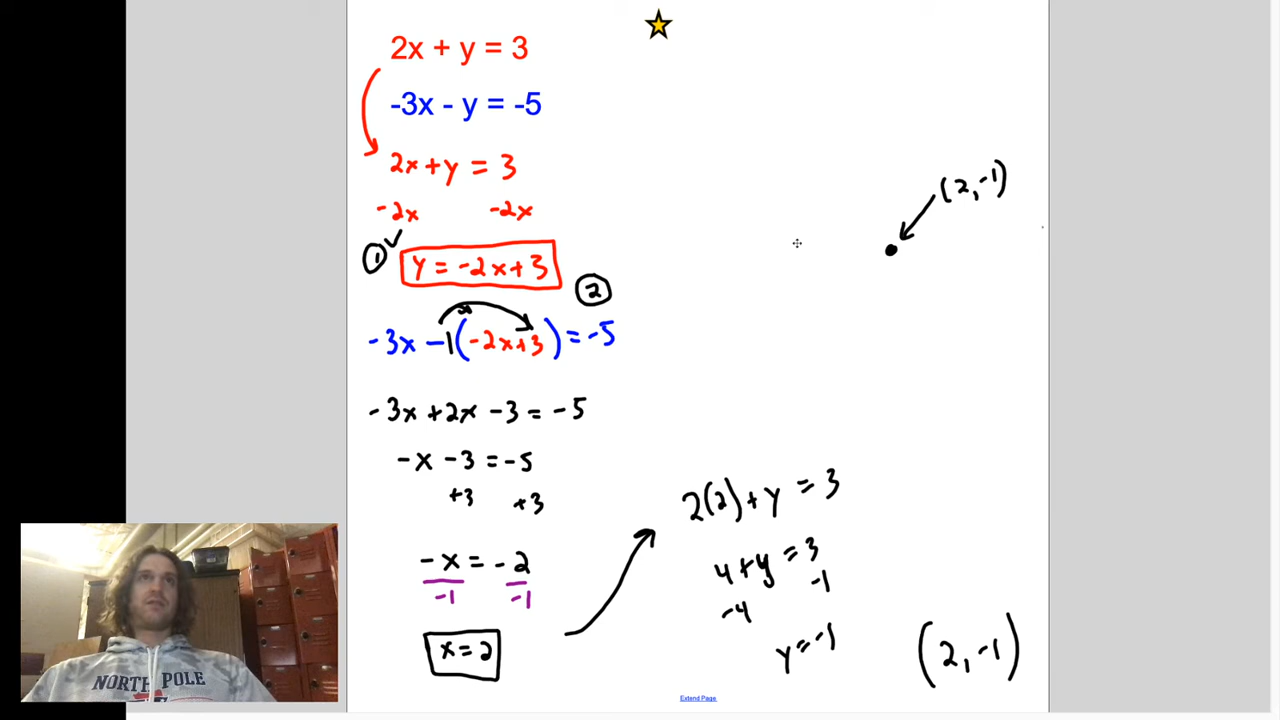 2x + y = 3
-3x - y = -5
2x + y = 3
-2x -2x
1
y = -2x + 3
2
-3x - 1(-2x+3) = -5
-3x + 2x - 3 = -5
-x - 3 = -5
+3 +3
-x = -2
-1 -1
x = 2
2(2) + y = 3
4 + y = 3
-4 -1
y = -1
(2, -1)
(2, -1)
Extend Page
NORTH POLE